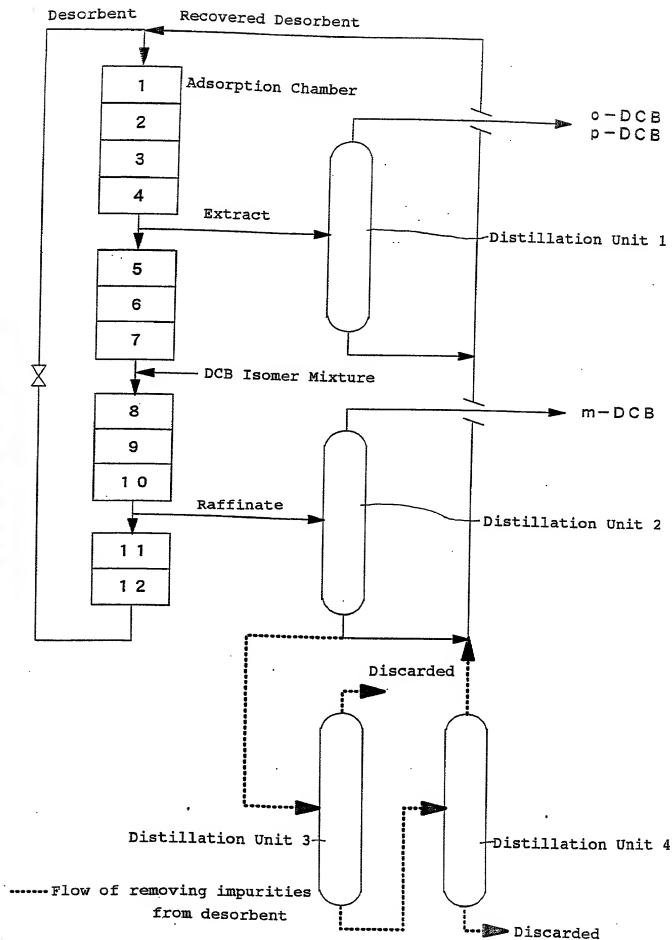 Desorbent
Recovered Desorbent
1
Adsorption Chamber
2
3
4
o-DCB
p-DCB
Extract
Distillation Unit 1
5
6
7
DCB Isomer Mixture
8
9
10
m-DCB
Raffinate
Distillation Unit 2
11
12
Discarded
Distillation Unit 3
Distillation Unit 4
Flow of removing impurities
from desorbent
Discarded